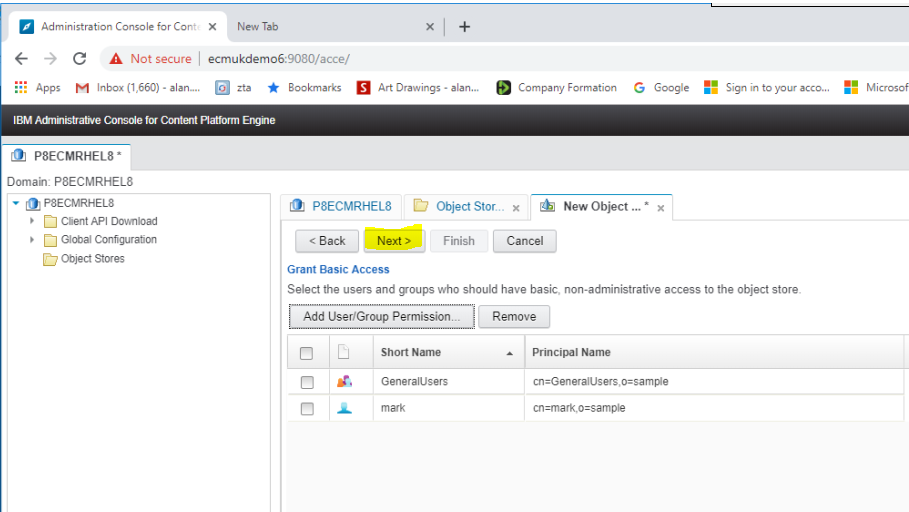 Administration Console for Conte
New Tab
Not secure | ecmukdemo6:9080/acce/
Apps Inbox (1,660) - alan.... zta Bookmarks Art Drawings - alan... Company Formation Google Sign in to your acco... Microsof
IBM Administrative Console for Content Platform Engine
P8ECMRHEL8 *
Domain: P8ECMRHEL8
P8ECMRHEL8
Client API Download
Global Configuration
Object Stores
P8ECMRHEL8 Object Stor... x New Object ... * x
< Back Next > Finish Cancel
Grant Basic Access
Select the users and groups who should have basic, non-administrative access to the object store.
Add User/Group Permission... Remove
Short Name Principal Name
GeneralUsers cn=GeneralUsers,o=sample
mark cn=mark,o=sample